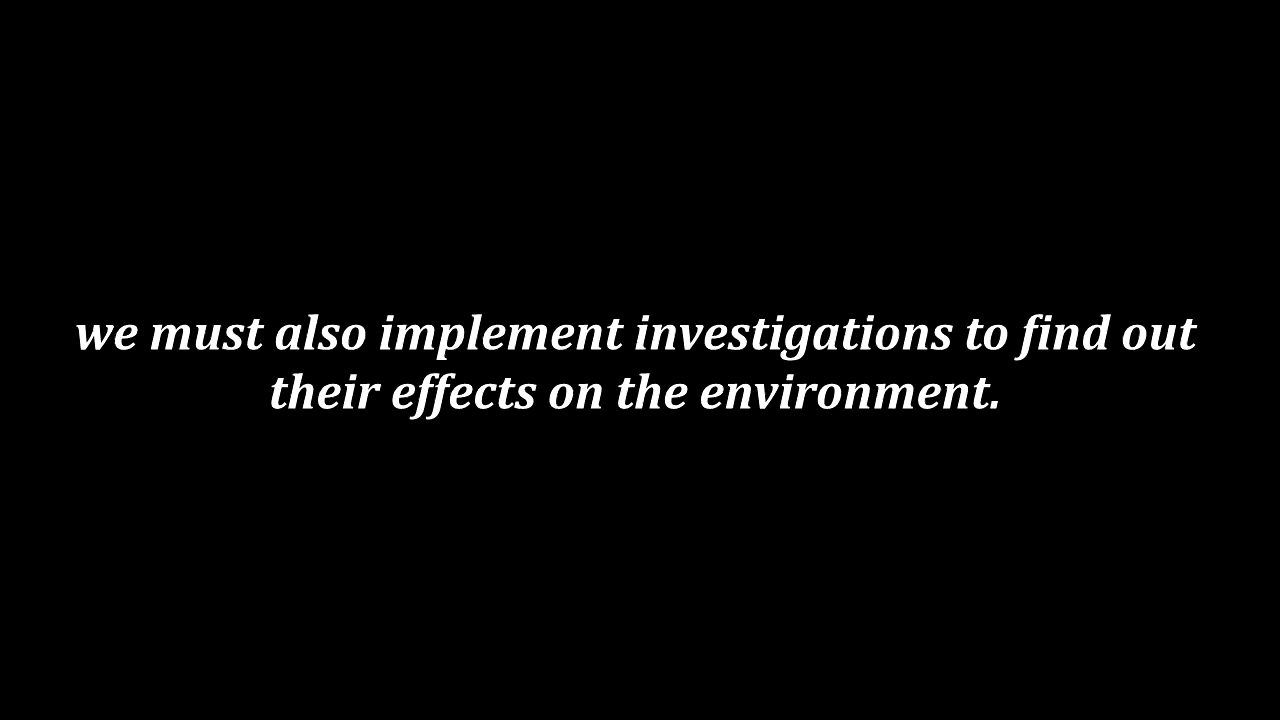 we must also implement investigations to find out
their effects on the environment.